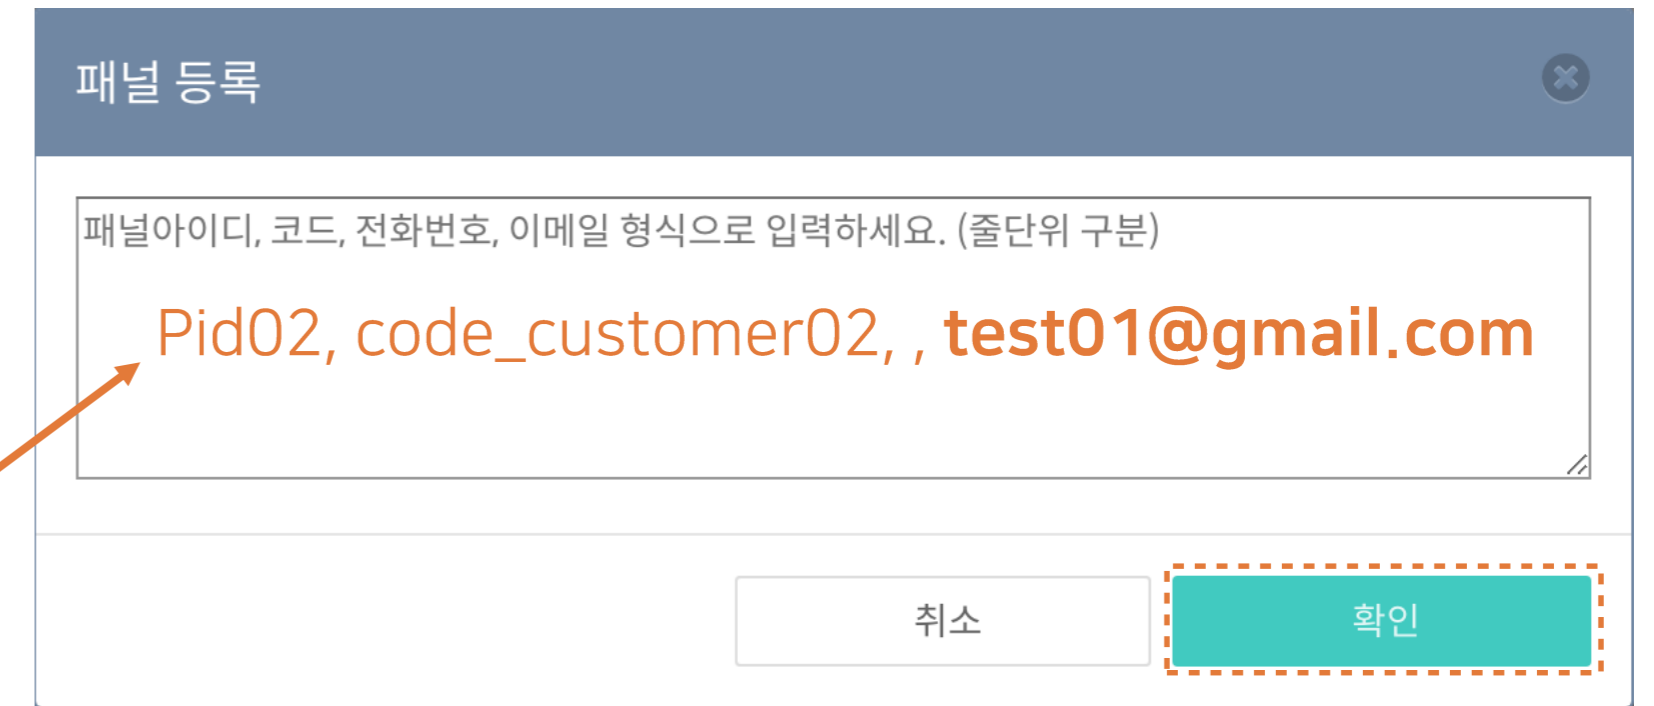 패널 등록
패널아이디, 코드, 전화번호, 이메일 형식으로 입력하세요. (줄단위 구분)
Pid02, code_customer02, , test01@gmail.com
취소
확인